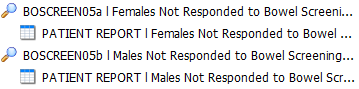 BOSCREEN05a l Females Not Responded to Bowel Screeni...
PATIENT REPORT l Females Not Responded to Bowel ...
BOSCREEN05b l Males Not Responded to Bowel Screening...
PATIENT REPORT l Males Not Responded to Bowel Scr...